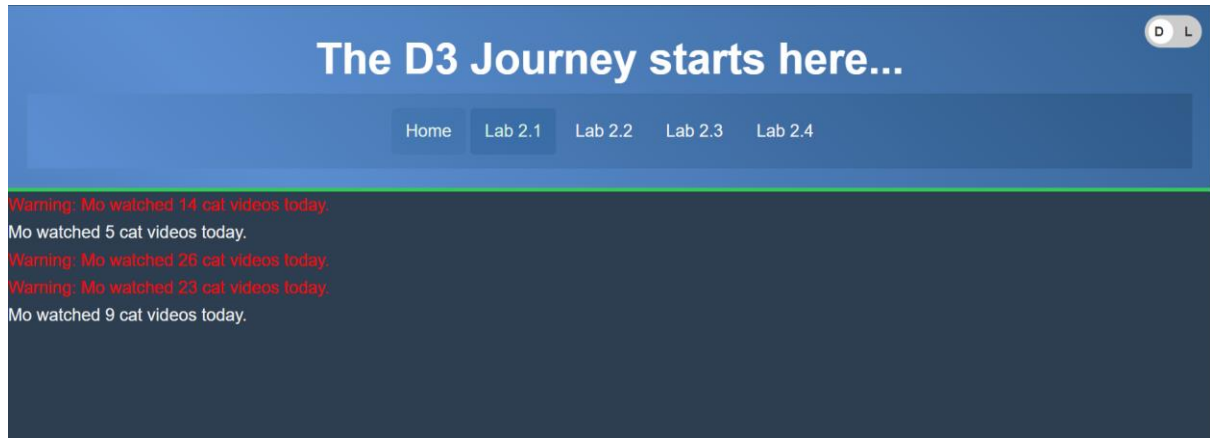 The D3 Journey starts here...
D L
Home Lab 2.1 Lab 2.2 Lab 2.3 Lab 2.4
Warning: Mo watched 14 cat videos today.
Mo watched 5 cat videos today.
Warning: Mo watched 26 cat videos today.
Warning: Mo watched 23 cat videos today.
Mo watched 9 cat videos today.